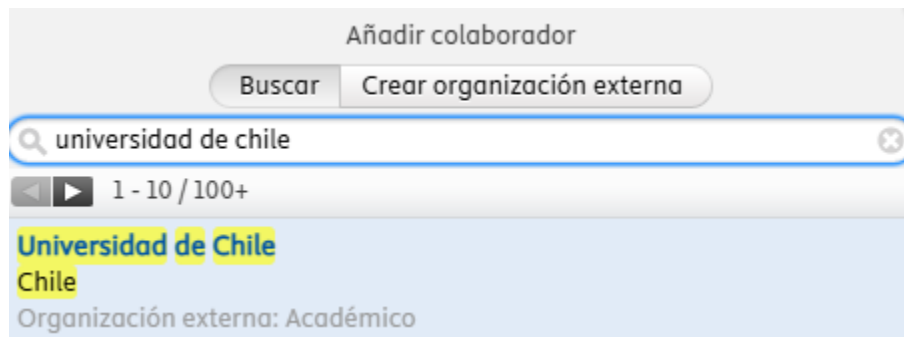 Añadir colaborador
Buscar Crear organización externa
universidad de chile
1 - 10 / 100+
Universidad de Chile
Chile
Organización externa: Académico